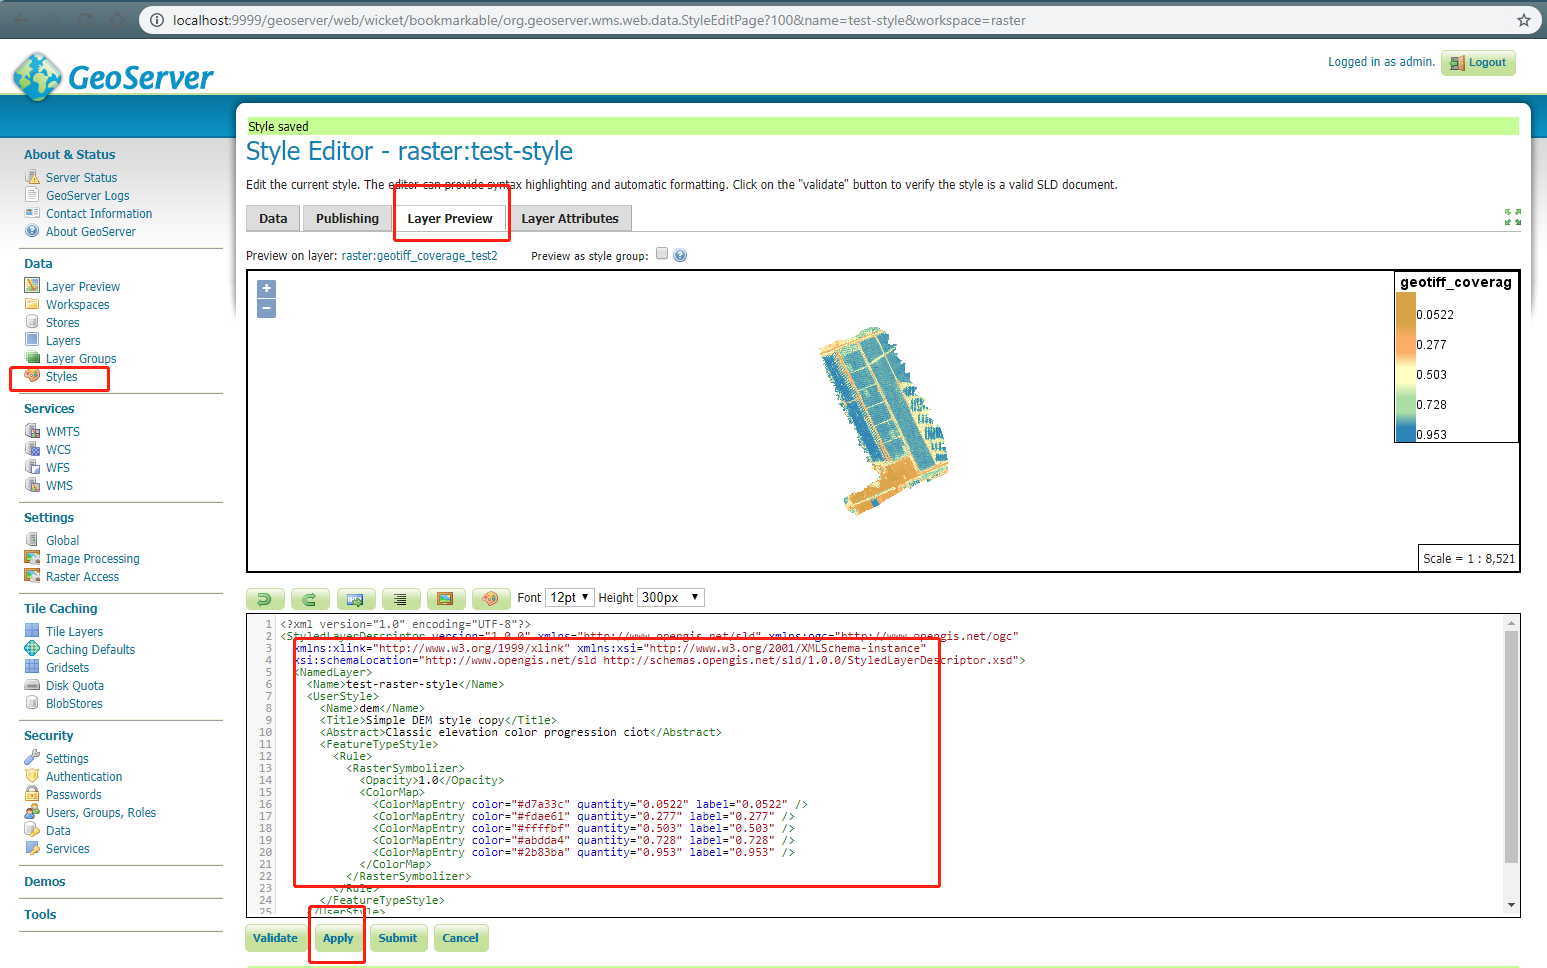 localhost:9999/geoserver/web/wicket/bookmarkable/org.geoserver.wms.web.data.StyleEditPage?100&name=test-style&workspace=raster
GeoServer
Logged in as admin.
Logout
About & Status
Server Status
GeoServer Logs
Contact Information
About GeoServer
Data
Layer Preview
Workspaces
Stores
Layers
Layer Groups
Styles
Services
WMTS
WCS
WFS
WMS
Settings
Global
Image Processing
Raster Access
Tile Caching
Tile Layers
Caching Defaults
Gridsets
Disk Quota
BlobStores
Security
Settings
Authentication
Passwords
Users, Groups, Roles
Data
Services
Demos
Tools
Style saved
Style Editor - raster:test-style
Edit the current style. The editor can provide syntax highlighting and automatic formatting. Click on the "validate" button to verify the style is a valid SLD document.
Data Publishing Layer Preview Layer Attributes
Preview on layer: raster:geotiff_coverage_test2 Preview as style group:
+
−
geotiff_coverag
0.0522
0.277
0.503
0.728
0.953
Scale = 1 : 8,521
Font 12pt Height 300px
1 <?xml version="1.0" encoding="UTF-8"?>
2 <StyledLayerDescriptor version="1.0.0" xmlns="http://www.opengis.net/sld" xmlns:ogc="http://www.opengis.net/ogc"
3 xmlns:xlink="http://www.w3.org/1999/xlink" xmlns:xsi="http://www.w3.org/2001/XMLSchema-instance"
4 xsi:schemaLocation="http://www.opengis.net/sld http://schemas.opengis.net/sld/1.0.0/StyledLayerDescriptor.xsd">
5 <NamedLayer>
6 <Name>test-raster-style</Name>
7 <UserStyle>
8 <Name>dem</Name>
9 <Title>Simple DEM style copy</Title>
10 <Abstract>Classic elevation color progression ciot</Abstract>
11 <FeatureTypeStyle>
12 <Rule>
13 <RasterSymbolizer>
14 <Opacity>1.0</Opacity>
15 <ColorMap>
16 <ColorMapEntry color="#d7a33c" quantity="0.0522" label="0.0522" />
17 <ColorMapEntry color="#fdae61" quantity="0.277" label="0.277" />
18 <ColorMapEntry color="#ffffbf" quantity="0.503" label="0.503" />
19 <ColorMapEntry color="#abdda4" quantity="0.728" label="0.728" />
20 <ColorMapEntry color="#2b83ba" quantity="0.953" label="0.953" />
21 </ColorMap>
22 </RasterSymbolizer>
23 </Rule>
24 </FeatureTypeStyle>
25 </UserStyle>
Validate Apply Submit Cancel